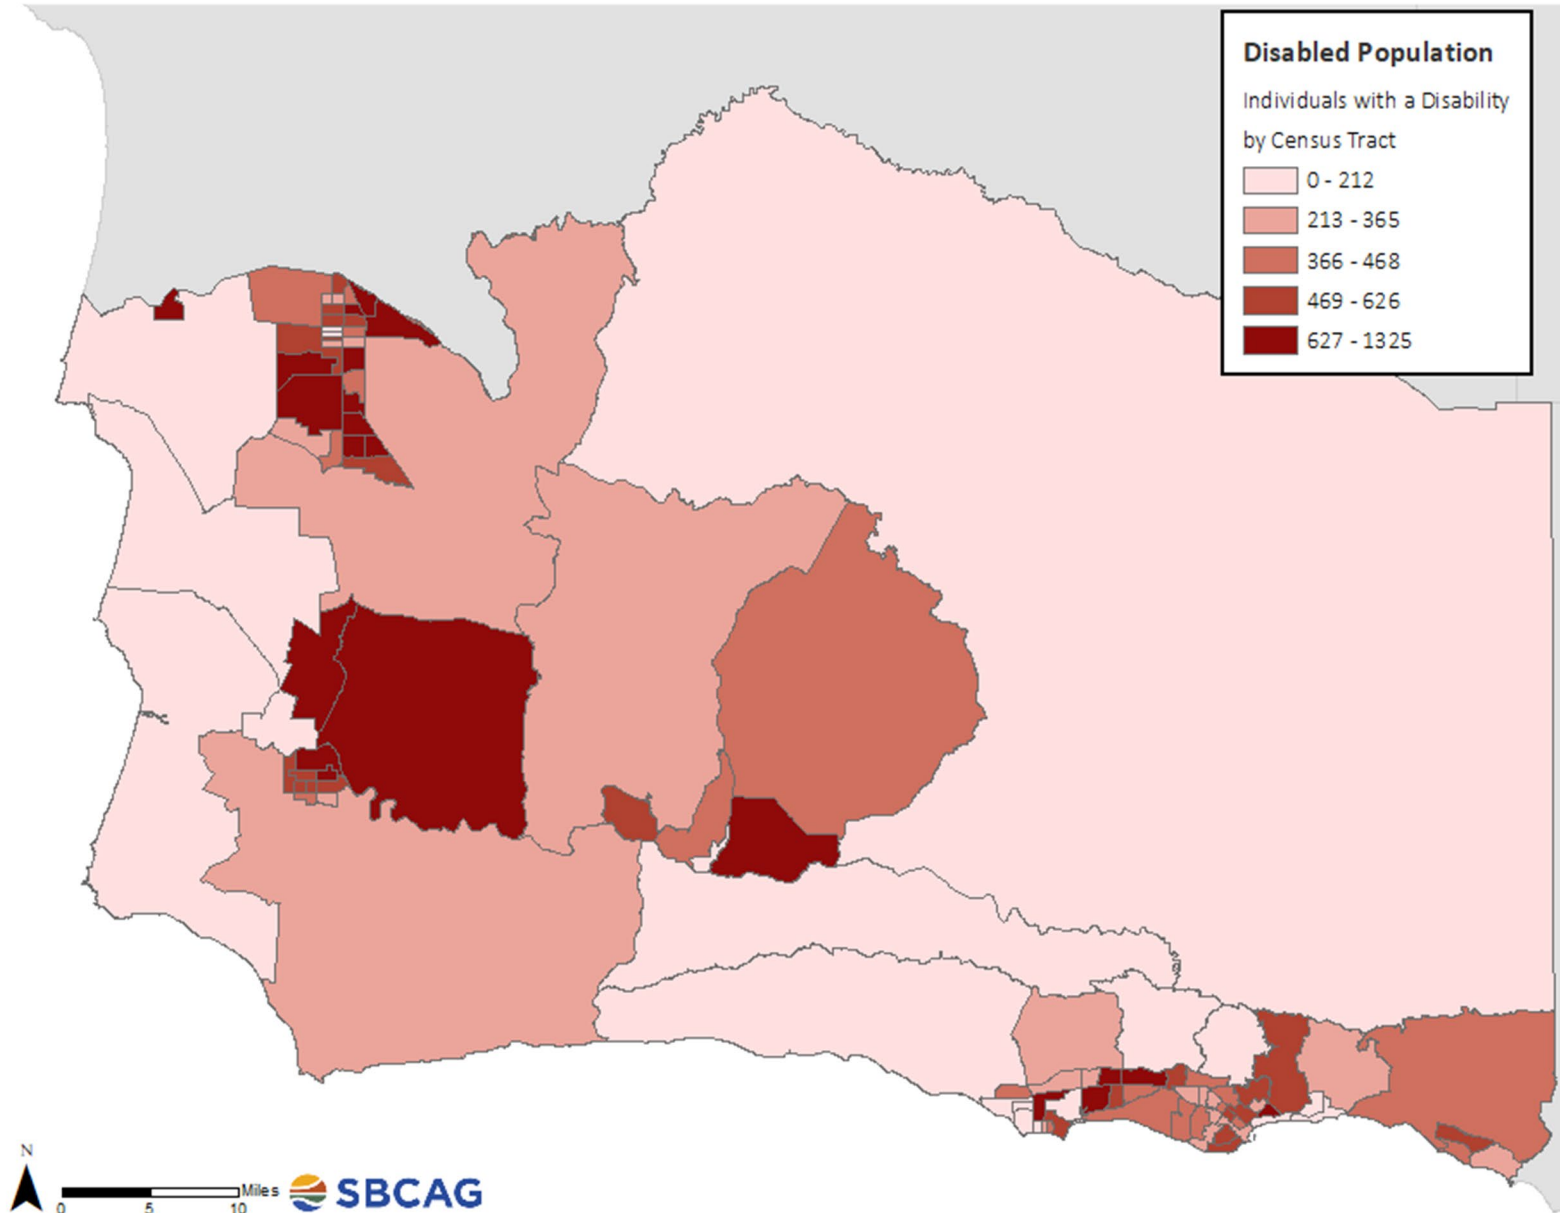 Disabled Population
Individuals with a Disability
by Census Tract
0 - 212
213 - 365
366 - 468
469 - 626
627 - 1325
N
Miles
0 5 10
SBCAG